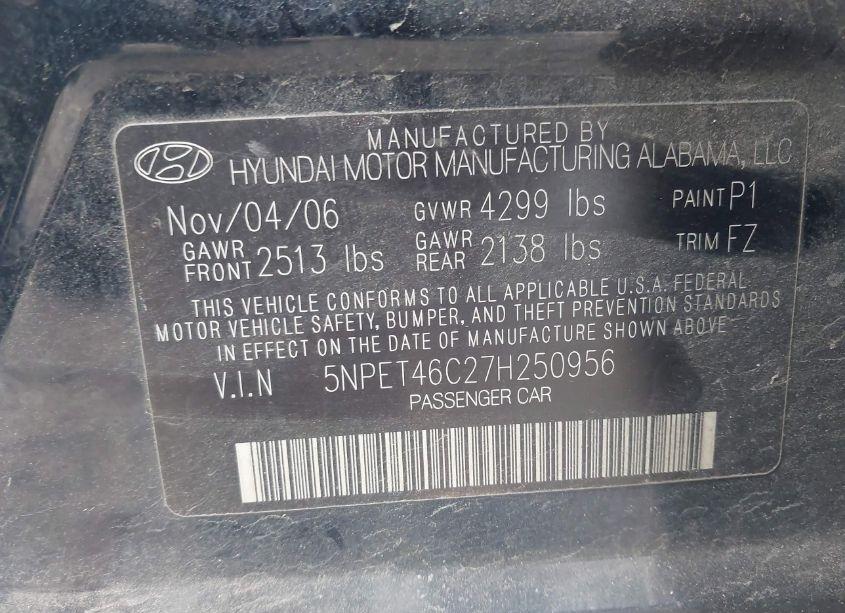 MANUFACTURED BY
HYUNDAI MOTOR MANUFACTURING ALABAMA, LLC
Nov/04/06 GVWR 4299 lbs PAINT P1
GAWR FRONT 2513 lbs GAWR REAR 2138 lbs TRIM FZ
THIS VEHICLE CONFORMS TO ALL APPLICABLE U.S.A. FEDERAL
MOTOR VEHICLE SAFETY, BUMPER, AND THEFT PREVENTION STANDARDS
IN EFFECT ON THE DATE OF MANUFACTURE SHOWN ABOVE
V.I.N 5NPET46C27H250956
PASSENGER CAR